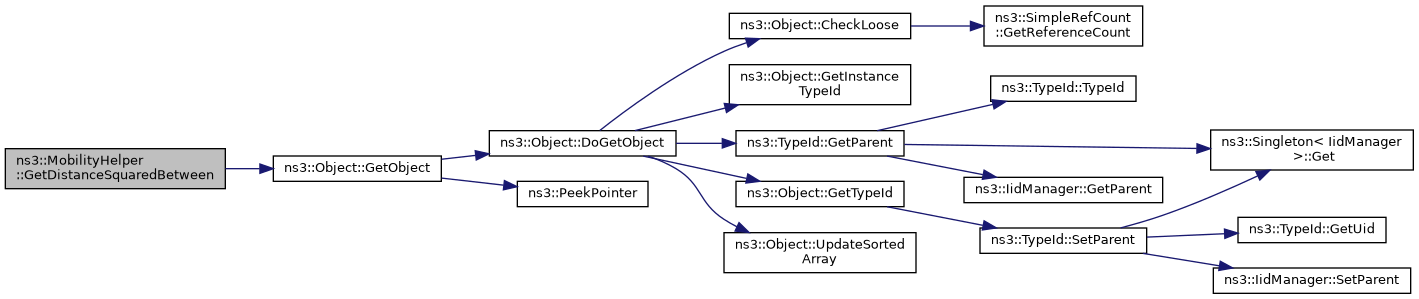 ns3::MobilityHelper
::GetDistanceSquaredBetween
ns3::Object::GetObject
ns3::Object::DoGetObject
ns3::PeekPointer
ns3::Object::CheckLoose
ns3::Object::GetInstance
TypeId
ns3::TypeId::GetParent
ns3::Object::GetTypeId
ns3::Object::UpdateSorted
Array
ns3::SimpleRefCount
::GetReferenceCount
ns3::TypeId::TypeId
ns3::IidManager::GetParent
ns3::TypeId::SetParent
ns3::Singleton< IidManager
>::Get
ns3::TypeId::GetUid
ns3::IidManager::SetParent